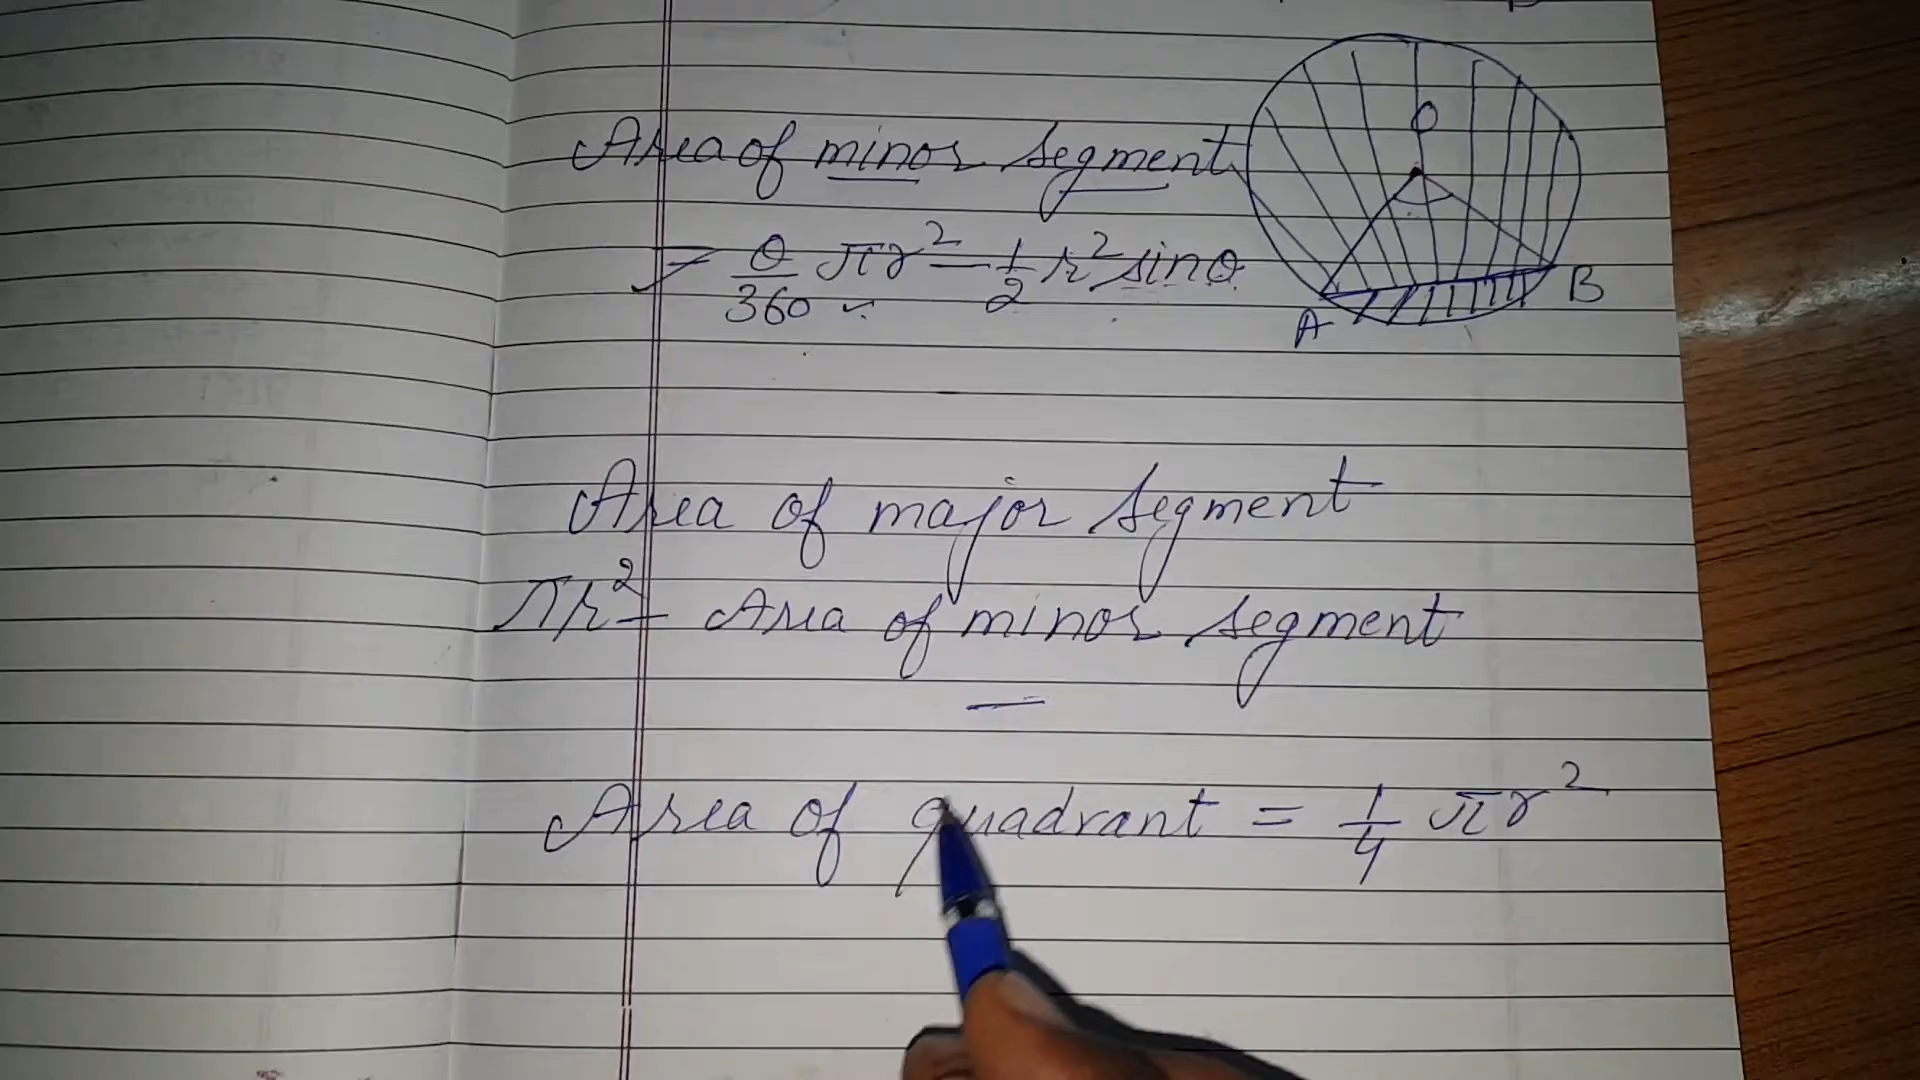 Area of minor segment
= θ/360 πr² - 1/2 r² sinθ
O
A
B
Area of major segment
πr² - Area of minor segment
Area of quadrant = 1/4 πr²